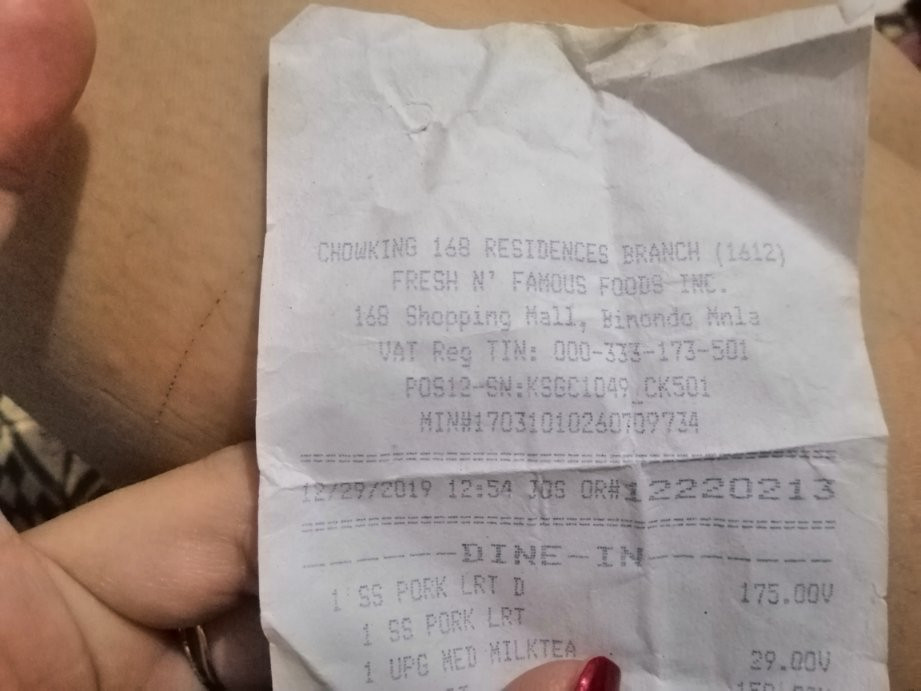 CHOWKING 168 RESIDENCES BRANCH (1612)
FRESH N' FAMOUS FOODS INC.
168 Shopping Mall, Binondo Mnla
VAT Reg TIN: 000-333-173-501
POS12-SN:KSGC1049_CK501
MIN#17031010260709734
12/29/2019 12:54 JOS OR#12220213
------DINE-IN------
1 SS PORK LRT D 175.00V
1 SS PORK LRT
1 UPG MED MILKTEA 29.00V